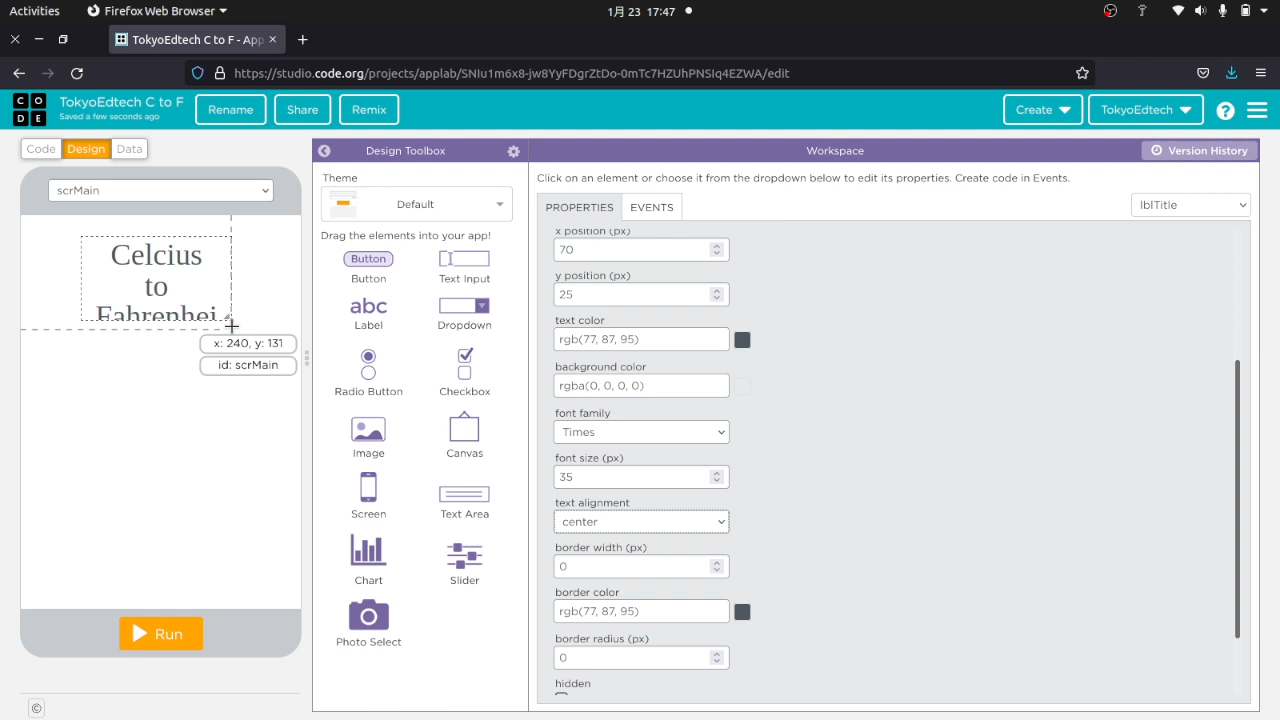 Activities
Firefox Web Browser
1月 23 17:47
TokyoEdtech C to F - App
https://studio.code.org/projects/applab/SNIu1m6x8-jw8YyFDgrZtDo-0mTc7HZUhPNSIq4EZWA/edit
C O
D E
TokyoEdtech C to F
Saved a few seconds ago
Rename
Share
Remix
Create
TokyoEdtech
?
Code
Design
Data
Design Toolbox
Workspace
Version History
scrMain
Celcius
to
Fahrenhei
x: 240, y: 131
id: scrMain
Run
©
Theme
Default
Drag the elements into your app!
Button
Button
Text Input
abc
Label
Dropdown
Radio Button
Checkbox
Image
Canvas
Screen
Text Area
Chart
Slider
Photo Select
Click on an element or choose it from the dropdown below to edit its properties. Create code in Events.
PROPERTIES
EVENTS
lblTitle
x position (px)
70
y position (px)
25
text color
rgb(77, 87, 95)
background color
rgba(0, 0, 0, 0)
font family
Times
font size (px)
35
text alignment
center
border width (px)
0
border color
rgb(77, 87, 95)
border radius (px)
0
hidden